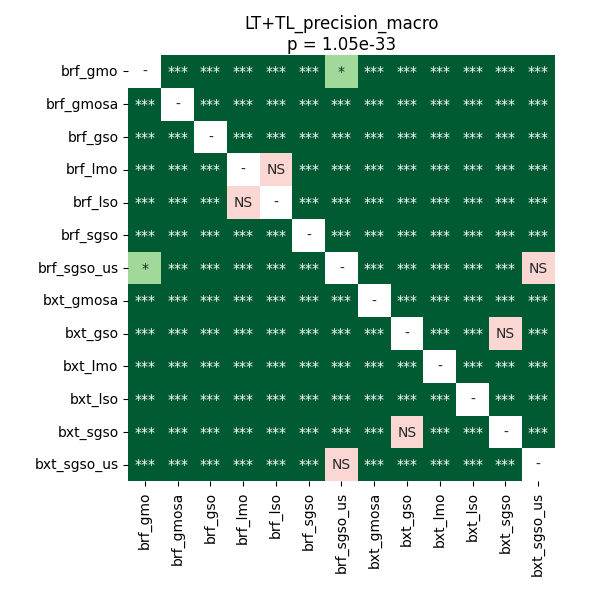 LT+TL_precision_macro
p = 1.05e-33
brf_gmo - *** *** *** *** *** * *** *** *** *** *** ***
brf_gmosa *** - *** *** *** *** *** *** *** *** *** *** ***
brf_gso *** *** - *** *** *** *** *** *** *** *** *** ***
brf_lmo *** *** *** - NS *** *** *** *** *** *** *** ***
brf_lso *** *** *** NS - *** *** *** *** *** *** *** ***
brf_sgso *** *** *** *** *** - *** *** *** *** *** *** ***
brf_sgso_us * *** *** *** *** *** - *** *** *** *** *** NS
bxt_gmosa *** *** *** *** *** *** *** - *** *** *** *** ***
bxt_gso *** *** *** *** *** *** *** *** - *** *** NS ***
bxt_lmo *** *** *** *** *** *** *** *** *** - *** *** ***
bxt_lso *** *** *** *** *** *** *** *** *** *** - *** ***
bxt_sgso *** *** *** *** *** *** *** *** NS *** *** - ***
bxt_sgso_us *** *** *** *** *** *** NS *** *** *** *** *** -
brf_gmo
brf_gmosa
brf_gso
brf_lmo
brf_lso
brf_sgso
brf_sgso_us
bxt_gmosa
bxt_gso
bxt_lmo
bxt_lso
bxt_sgso
bxt_sgso_us